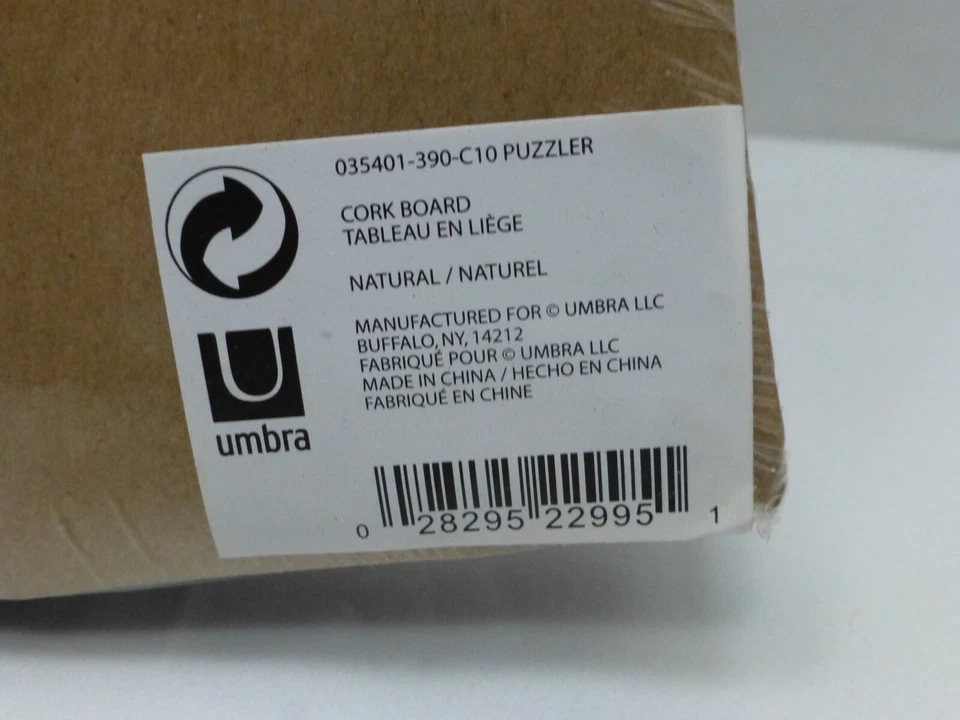 035401-390-C10 PUZZLER
CORK BOARD
TABLEAU EN LIÈGE
NATURAL / NATUREL
MANUFACTURED FOR © UMBRA LLC
BUFFALO, NY, 14212
FABRIQUÉ POUR © UMBRA LLC
MADE IN CHINA / HECHO EN CHINA
FABRIQUÉ EN CHINE
umbra
0 28295 22995 1